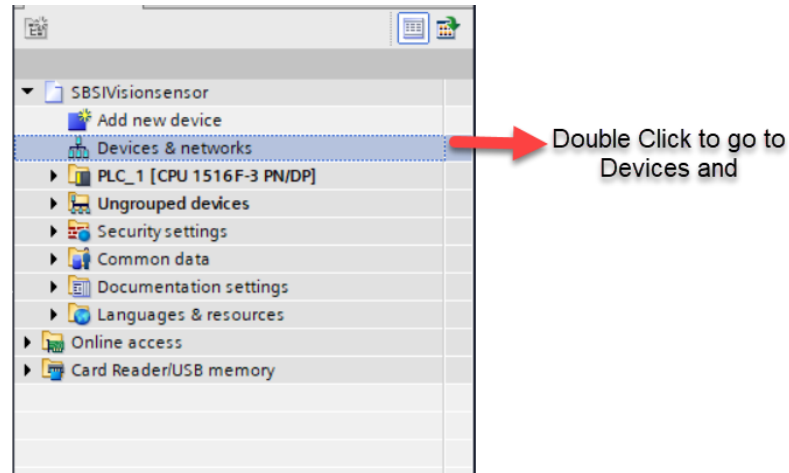 SBSIVisionsensor
Add new device
Devices & networks
PLC_1 [CPU 1516F-3 PN/DP]
Ungrouped devices
Security settings
Common data
Documentation settings
Languages & resources
Online access
Card Reader/USB memory
Double Click to go to
Devices and